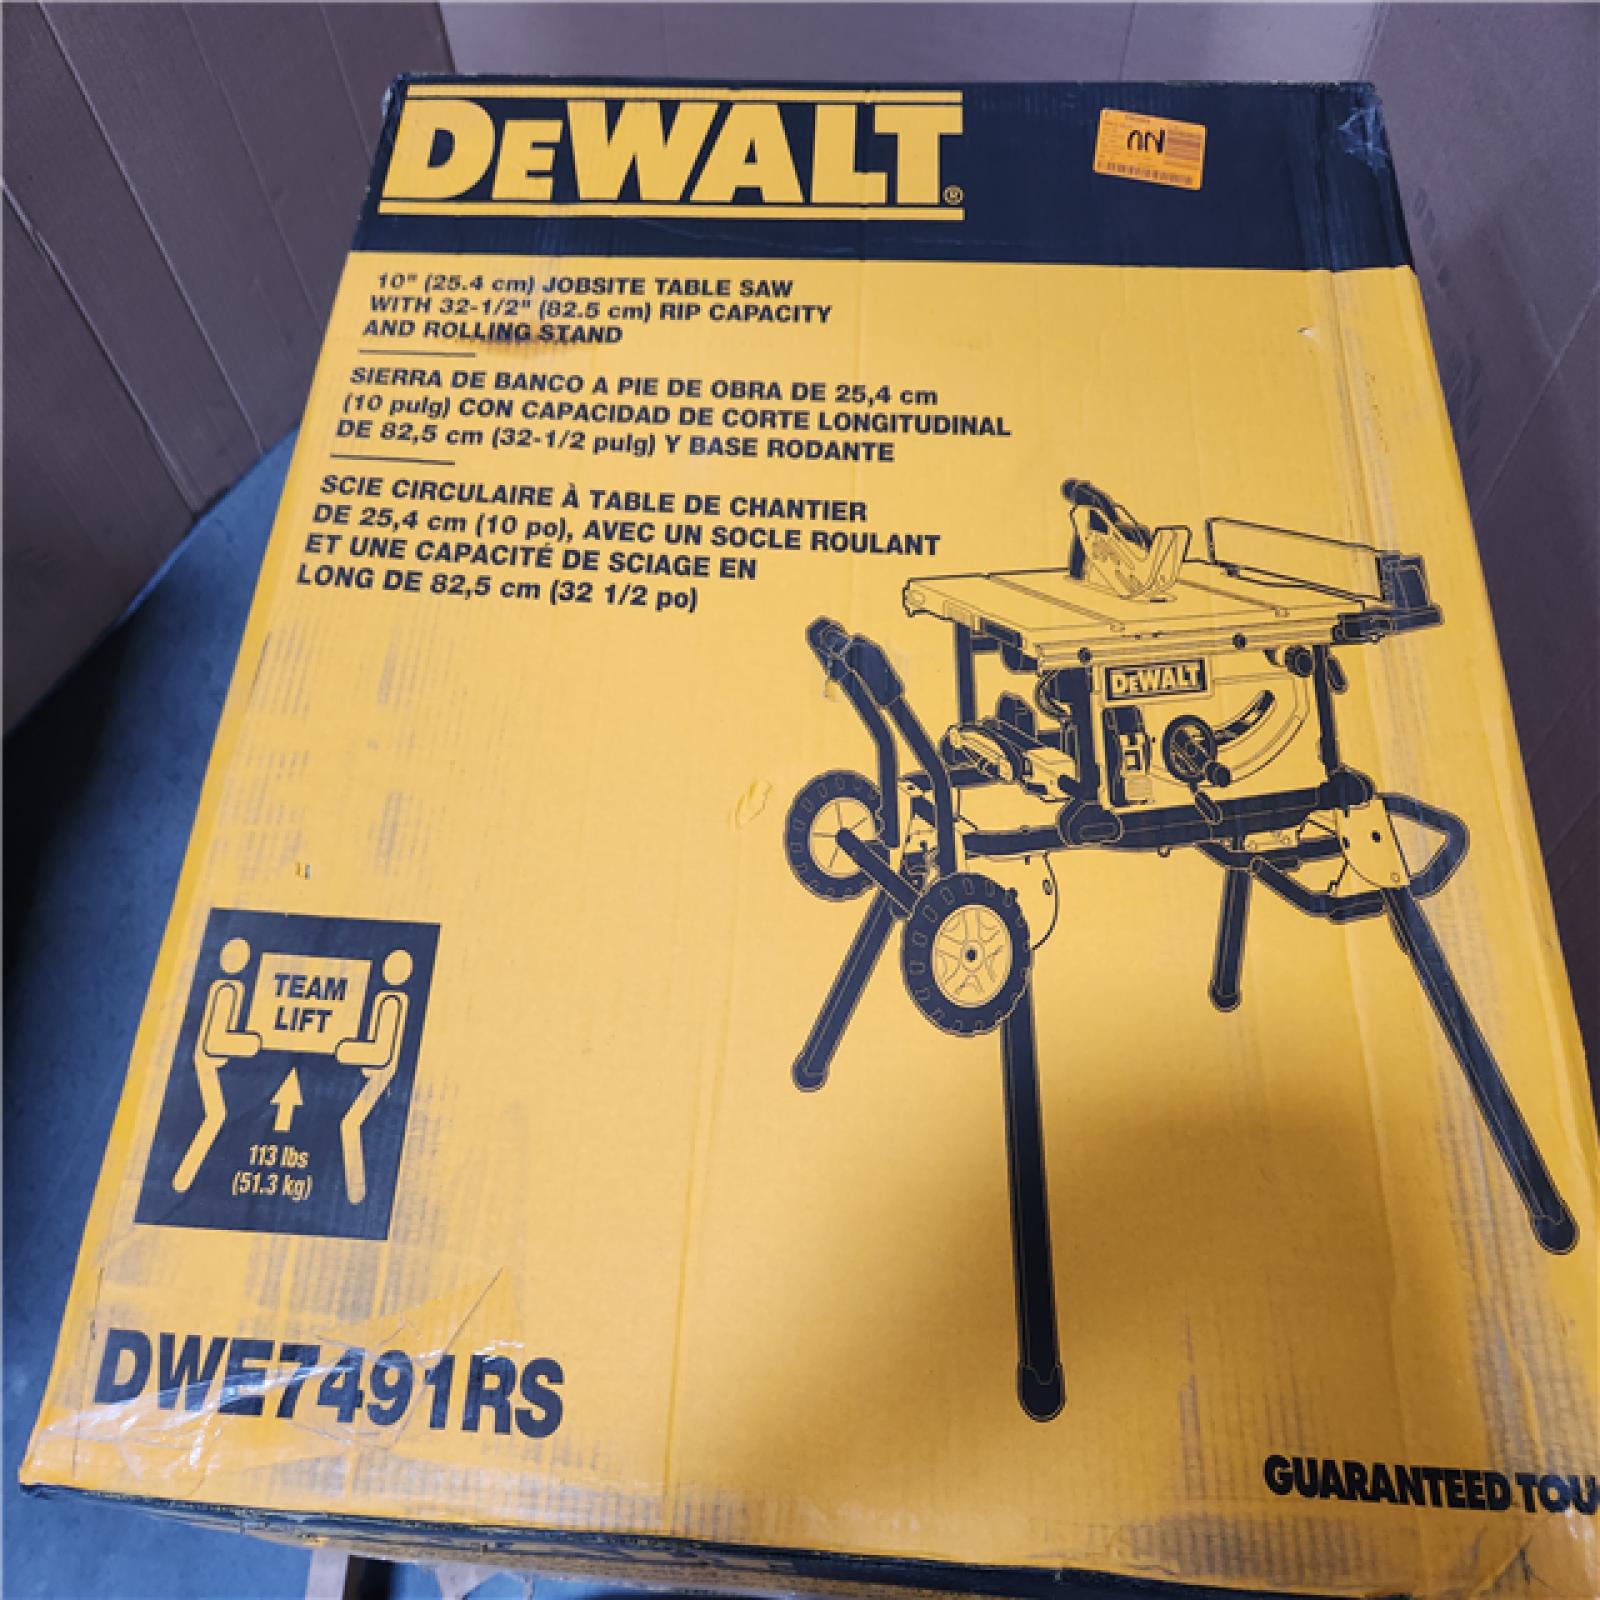 DEWALT®
10" (25.4 cm) JOBSITE TABLE SAW
WITH 32-1/2" (82.5 cm) RIP CAPACITY
AND ROLLING STAND
SIERRA DE BANCO A PIE DE OBRA DE 25,4 cm
(10 pulg) CON CAPACIDAD DE CORTE LONGITUDINAL
DE 82,5 cm (32-1/2 pulg) Y BASE RODANTE
SCIE CIRCULAIRE À TABLE DE CHANTIER
DE 25,4 cm (10 po), AVEC UN SOCLE ROULANT
ET UNE CAPACITÉ DE SCIAGE EN
LONG DE 82,5 cm (32 1/2 po)
DEWALT
TEAM
LIFT
113 lbs
(51.3 kg)
DWE7491RS
GUARANTEED TOU